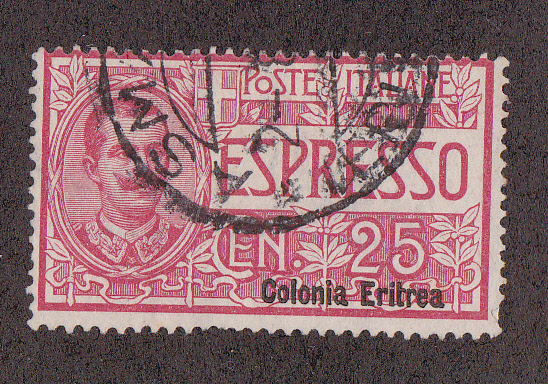 POSTE ITALIANE
ESPRESSO
CEN. 25
Colonia Eritrea